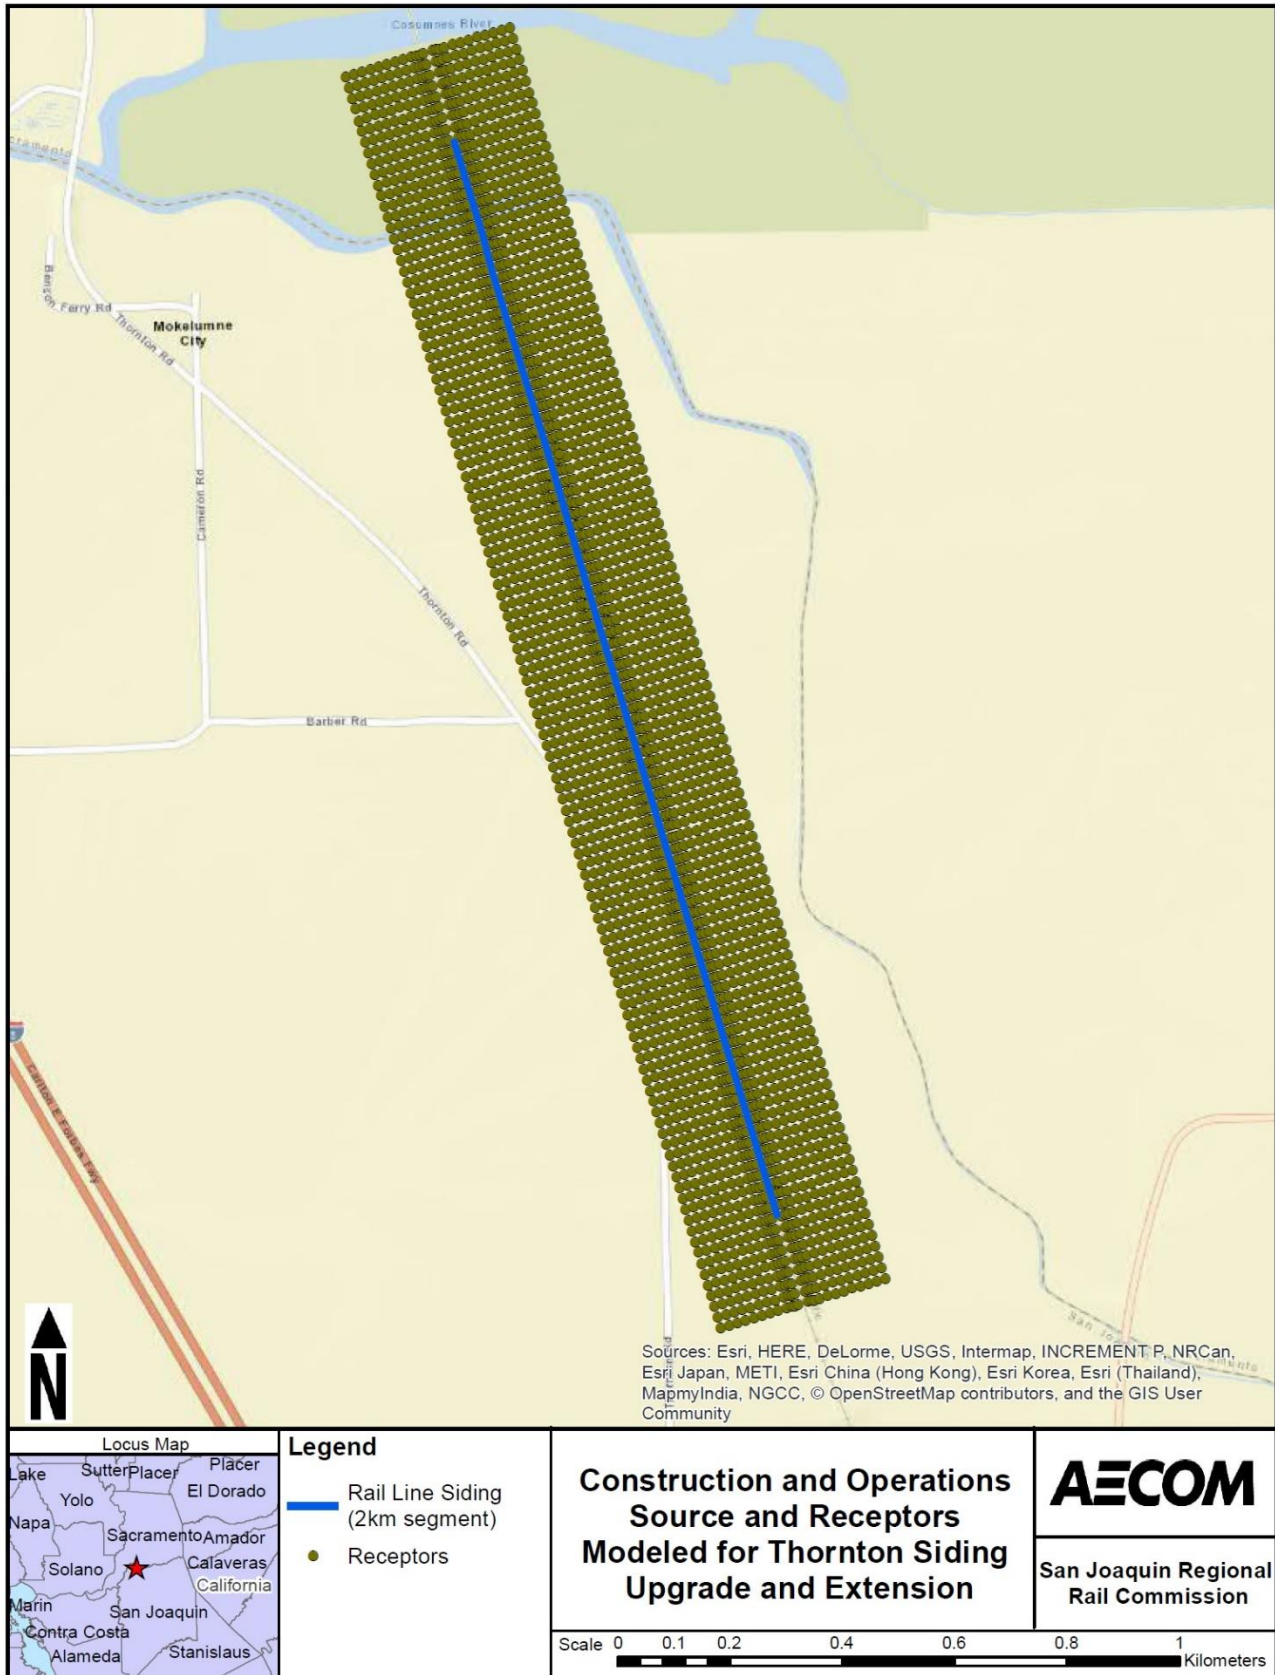 Cosumnes River
Benson Ferry Rd
Thornton Rd
Mokelumne
City
Cameron Rd
Thornton Rd
Barber Rd
Carlton E Forbes Fwy
Sources: Esri, HERE, DeLorme, USGS, Intermap, INCREMENT P, NRCan,
Esri Japan, METI, Esri China (Hong Kong), Esri Korea, Esri (Thailand),
MapmyIndia, NGCC, © OpenStreetMap contributors, and the GIS User
Community
N
Locus Map
Lake
Sutter
Placer
Placer
Yolo
El Dorado
Napa
Sacramento
Amador
Solano
Calaveras
California
Marin
San Joaquin
Contra Costa
Alameda
Stanislaus
Legend
Rail Line Siding
(2km segment)
Receptors
Construction and Operations
Source and Receptors
Modeled for Thornton Siding
Upgrade and Extension
AECOM
San Joaquin Regional
Rail Commission
Scale 0 0.1 0.2 0.4 0.6 0.8 1
Kilometers